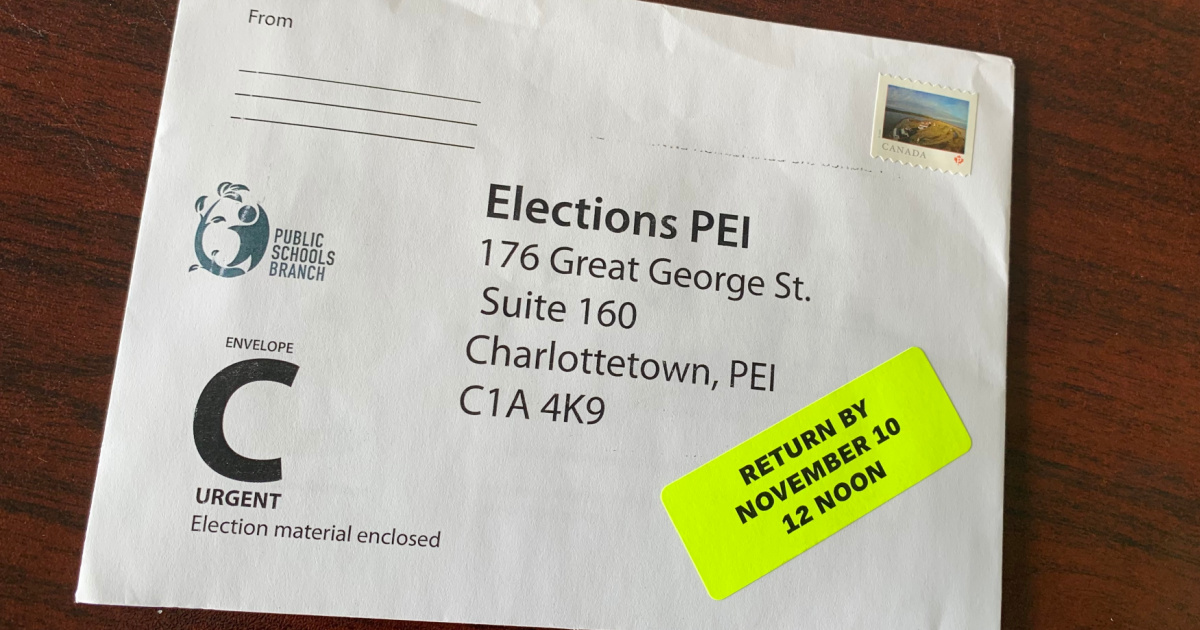 From
CANADA
PUBLIC
SCHOOLS
BRANCH
Elections PEI
176 Great George St.
Suite 160
Charlottetown, PEI
C1A 4K9
ENVELOPE
C
URGENT
Election material enclosed
RETURN BY
NOVEMBER 10
12 NOON